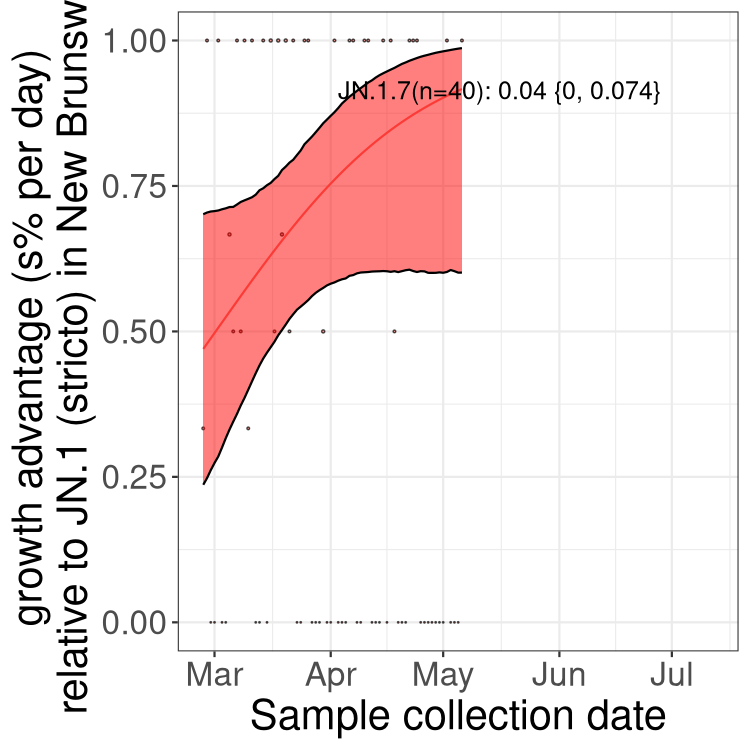 growth advantage (s% per day)
relative to JN.1 (stricto) in New Brunsw
1.00
0.75
0.50
0.25
0.00
JN.1.7(n=40): 0.04 {0, 0.074}
Mar Apr May Jun Jul
Sample collection date